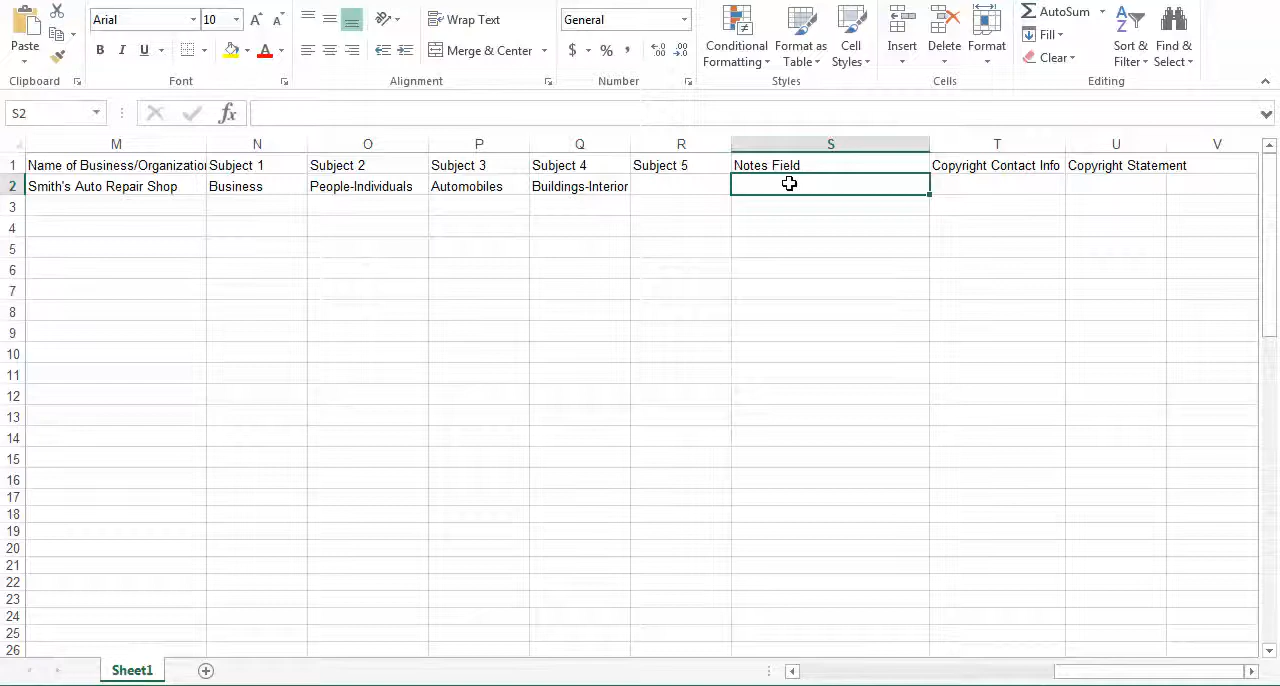 Arial 10 Wrap Text General AutoSum
Paste B I U Merge & Center $ % , Conditional Formatting Format as Table Cell Styles Insert Delete Format Fill Sort & Filter Find & Select
Clear
Clipboard Font Alignment Number Styles Cells Editing
S2 fx
M N O P Q R S T U V
1 Name of Business/Organizatio Subject 1 Subject 2 Subject 3 Subject 4 Subject 5 Notes Field Copyright Contact Info Copyright Statement
2 Smith's Auto Repair Shop Business People-Individuals Automobiles Buildings-Interior
3
4
5
6
7
8
9
10
11
12
13
14
15
16
17
18
19
20
21
22
23
24
25
26
Sheet1